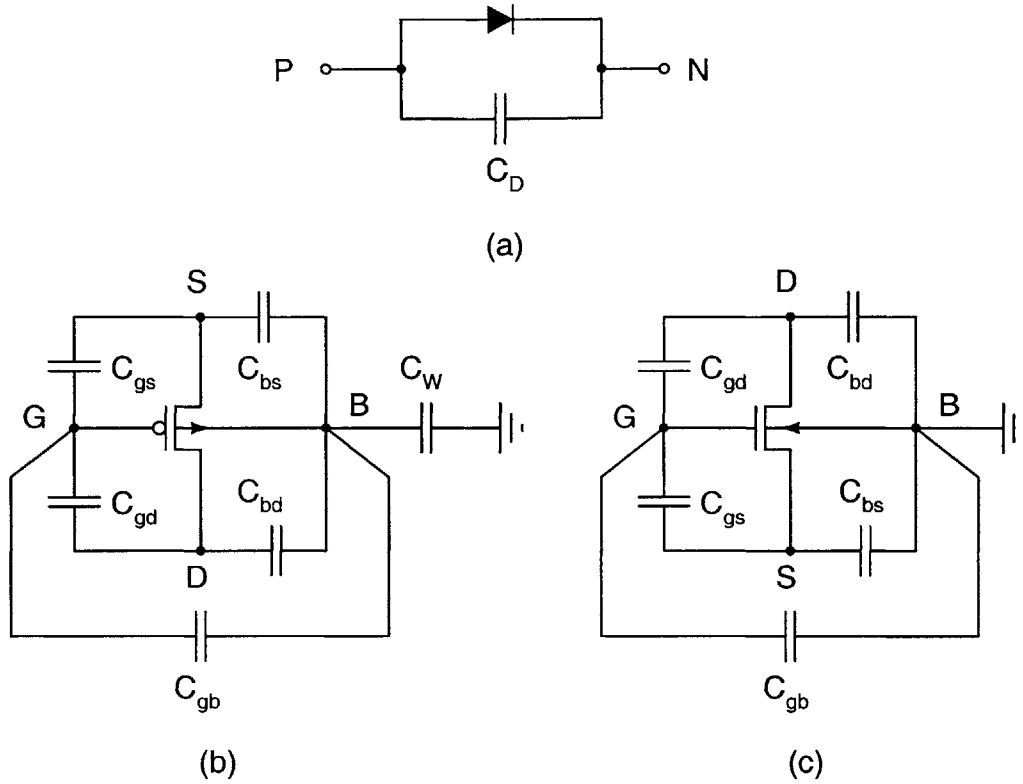 P
N
C_D
(a)
S
C_bs
C_gs
C_W
G
B
C_gd
C_bd
D
C_gb
(b)
D
C_gd
C_bd
G
B
C_gs
C_bs
S
C_gb
(c)